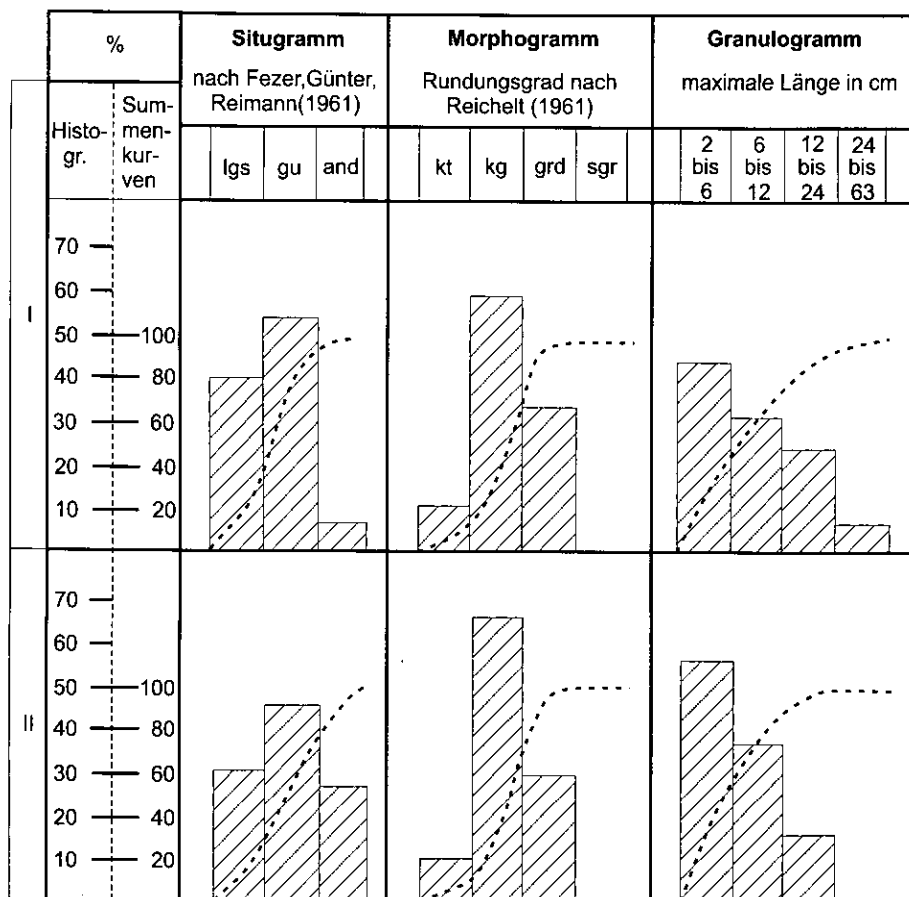 %
Histo-
gr.
Sum-
men-
kur-
ven
Situgramm
nach Fezer,Günter,
Reimann(1961)
lgs gu and
Morphogramm
Rundungsgrad nach
Reichelt (1961)
kt kg grd sgr
Granulogramm
maximale Länge in cm
2 6 12 24
bis bis bis bis
6 12 24 63
I
70
60
50 100
40 80
30 60
20 40
10 20
II
70
60
50 100
40 80
30 60
20 40
10 20